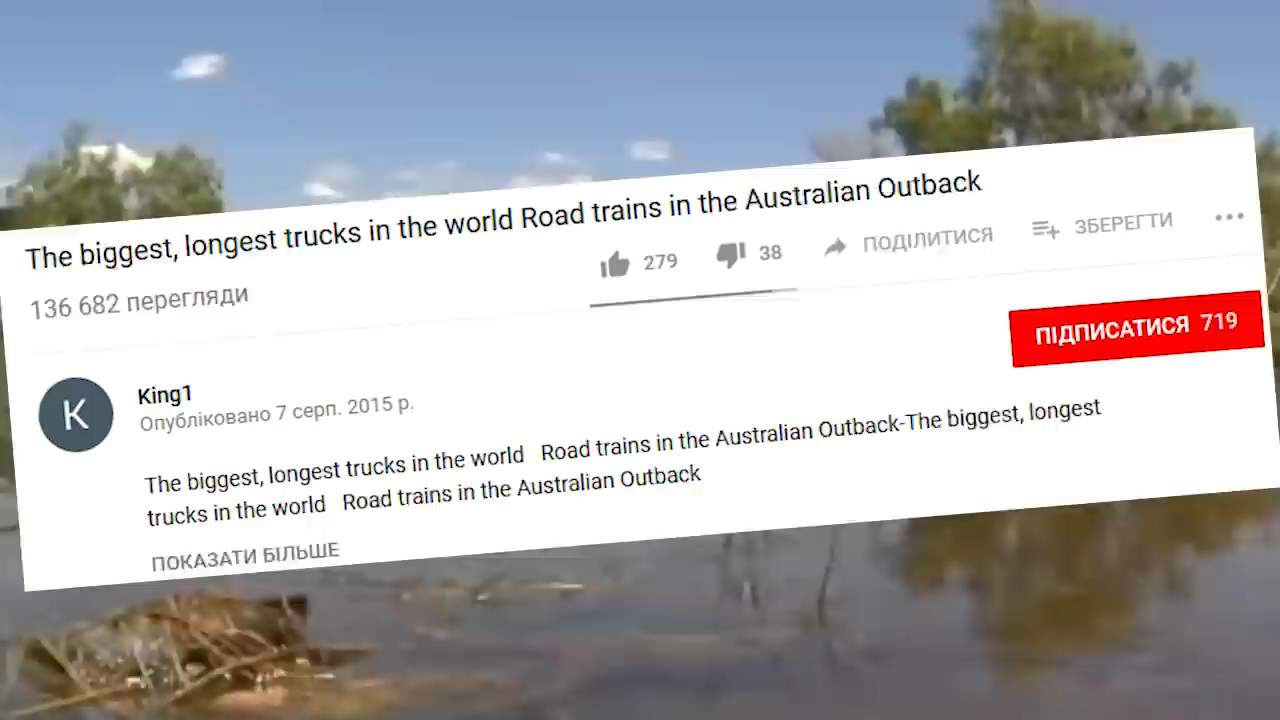 The biggest, longest trucks in the world Road trains in the Australian Outback
136 682 перегляди
279 38 ПОДІЛИТИСЯ ЗБЕРЕГТИ
ПІДПИСАТИСЯ 719
K
King1
Опубліковано 7 серп. 2015 р.
The biggest, longest trucks in the world Road trains in the Australian Outback-The biggest, longest
trucks in the world Road trains in the Australian Outback
ПОКАЗАТИ БІЛЬШЕ